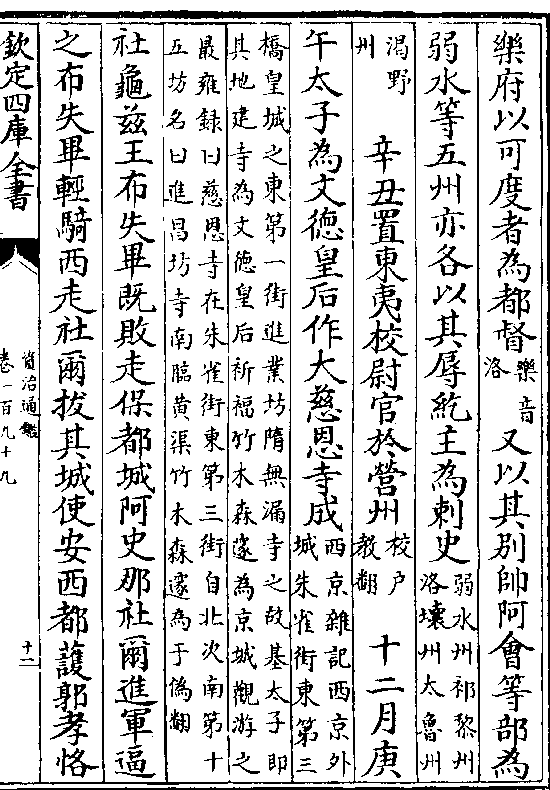 樂府以可度者為都督樂音洛又以其別帥阿會等部為
弱水等五州亦各以其辱紇主為刺史弱水州祁黎州洛壞州太魯州
渴野州 辛丑置東夷校尉官於營州校户教翻 十二月庚
午太子為文德皇后作大慈恩寺成西京雜記西京外城朱雀街東第三
橋皇城之東第一街進業坊隋無漏寺之故基太子即
其地建寺為文德皇后祈福竹木森邃為京城觀游之
最雍録曰慈恩寺在朱雀街東第三街自北次南第十
五坊名曰進昌坊寺南臨黄渠竹木森邃為于偽翻
社龜兹王布失畢既敗走保都城阿史那社爾進軍逼
之布失畢輕騎西走社爾拔其城使安西都護郭孝恪
欽定四庫全書
資治通鑑
卷一百九十九
十一